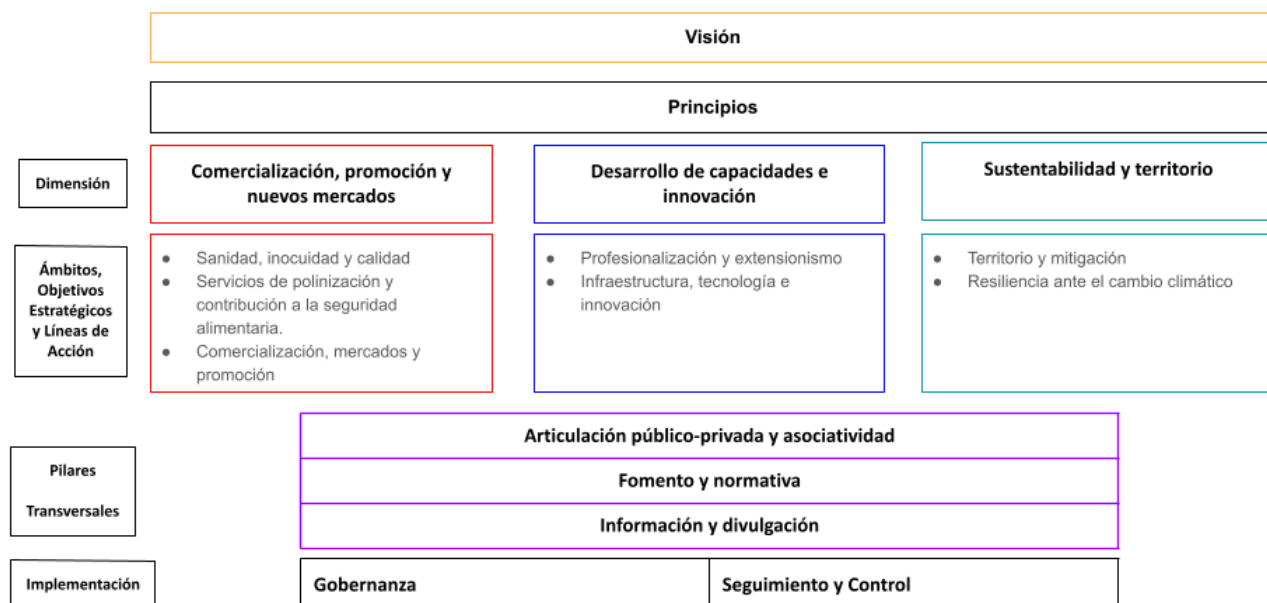 Visión
Principios
Dimensión
Comercialización, promoción y
nuevos mercados
Desarrollo de capacidades e
innovación
Sustentabilidad y territorio
Ámbitos,
Objetivos
Estratégicos
y Líneas de
Acción
● Sanidad, inocuidad y calidad
● Servicios de polinización y
contribución a la seguridad
alimentaria.
● Comercialización, mercados y
promoción
● Profesionalización y extensionismo
● Infraestructura, tecnología e
innovación
● Territorio y mitigación
● Resiliencia ante el cambio climático
Pilares
Transversales
Articulación público-privada y asociatividad
Fomento y normativa
Información y divulgación
Implementación
Gobernanza
Seguimiento y Control